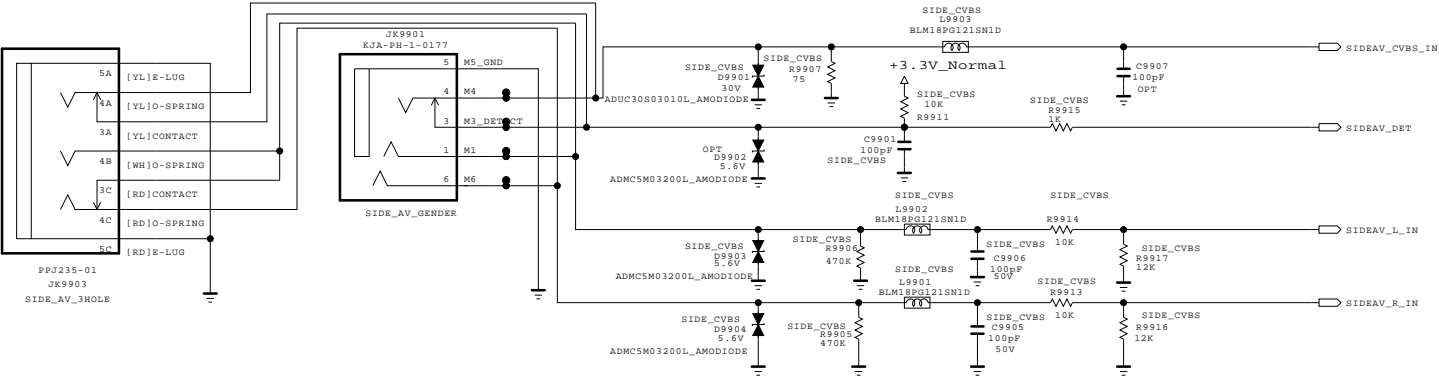 5A [YL]E-LUG
4A [YL]O-SPRING
3A [YL]CONTACT
4B [WH]O-SPRING
3C [RD]CONTACT
4C [RD]O-SPRING
5C [RD]E-LUG
PPJ235-01
JK9903
SIDE_AV_3HOLE
JK9901
KJA-PH-1-0177
5 M5_GND
4 M4
3 M3_DETECT
1 M1
6 M6
SIDE_AV_GENDER
SIDE_CVBS
D9901
30V
ADUC30S03010L_AMODIODE
SIDE_CVBS
R9907
75
SIDE_CVBS
L9903
BLM18PG121SN1D
+3.3V_Normal
SIDE_CVBS
10K
R9911
C9907
100pF
OPT
SIDEAV_CVBS_IN
OPT
D9902
5.6V
ADMC5M03200L_AMODIODE
C9901
100pF
SIDE_CVBS
SIDE_CVBS
R9915
1K
SIDEAV_DET
SIDE_CVBS
D9903
5.6V
ADMC5M03200L_AMODIODE
SIDE_CVBS
R9906
470K
SIDE_CVBS
L9902
BLM18PG121SN1D
SIDE_CVBS
C9906
100pF
50V
SIDE_CVBS
R9914
10K
SIDE_CVBS
R9917
12K
SIDEAV_L_IN
SIDE_CVBS
D9904
5.6V
ADMC5M03200L_AMODIODE
SIDE_CVBS
R9905
470K
SIDE_CVBS
L9901
BLM18PG121SN1D
SIDE_CVBS
C9905
100pF
50V
SIDE_CVBS
R9913
10K
SIDE_CVBS
R9916
12K
SIDEAV_R_IN